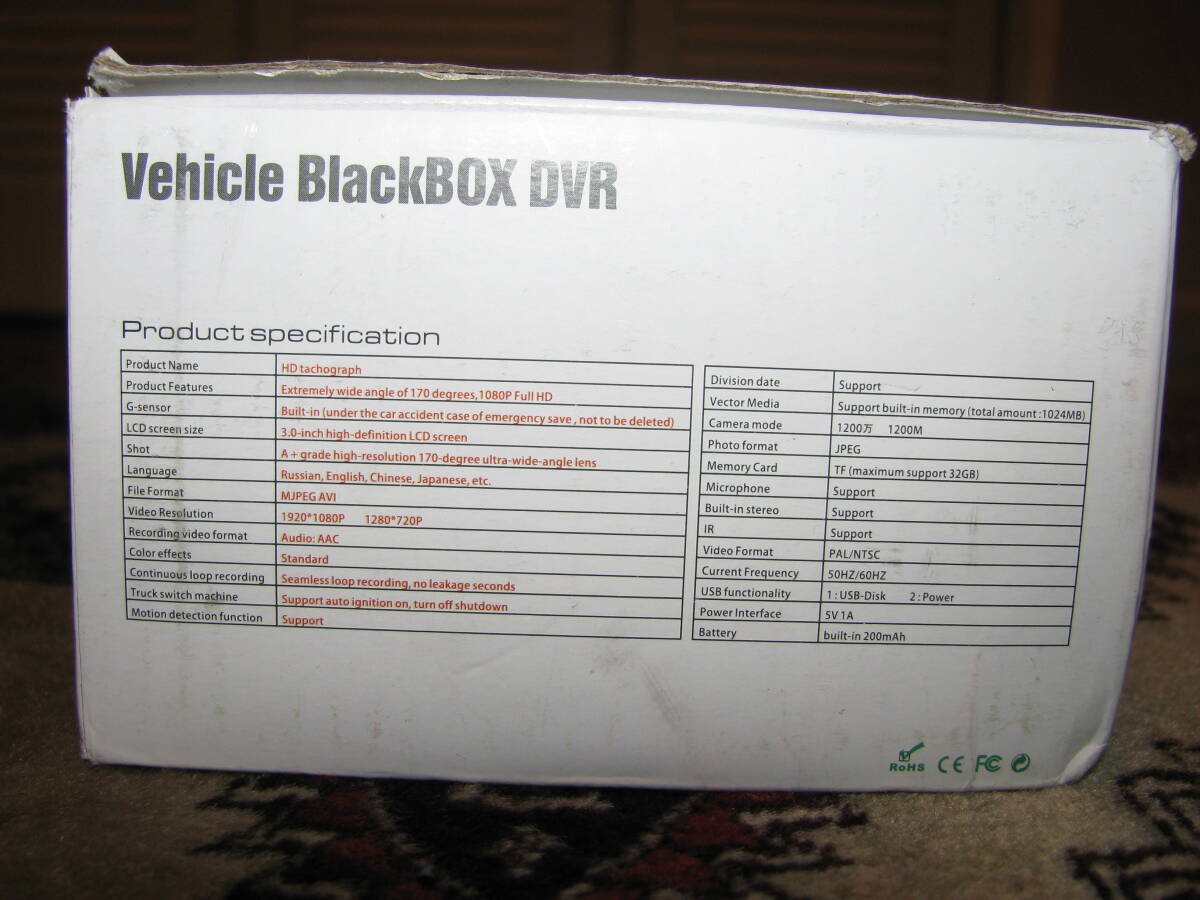 Vehicle BlackBOX DVR
Product specification
Product Name HD tachograph
Product Features Extremely wide angle of 170 degrees,1080P Full HD
G-sensor Built-in (under the car accident case of emergency save , not to be deleted)
LCD screen size 3.0-inch high-definition LCD screen
Shot A + grade high-resolution 170-degree ultra-wide-angle lens
Language Russian, English, Chinese, Japanese, etc.
File Format MJPEG AVI
Video Resolution 1920*1080P 1280*720P
Recording video format Audio: AAC
Color effects Standard
Continuous loop recording Seamless loop recording, no leakage seconds
Truck switch machine Support auto ignition on, turn off shutdown
Motion detection function Support
Division date Support
Vector Media Support built-in memory (total amount :1024MB)
Camera mode 1200万 1200M
Photo format JPEG
Memory Card TF (maximum support 32GB)
Microphone Support
Built-in stereo Support
IR Support
Video Format PAL/NTSC
Current Frequency 50HZ/60HZ
USB functionality 1 : USB-Disk 2 : Power
Power Interface 5V 1A
Battery built-in 200mAh
RoHS CE FC